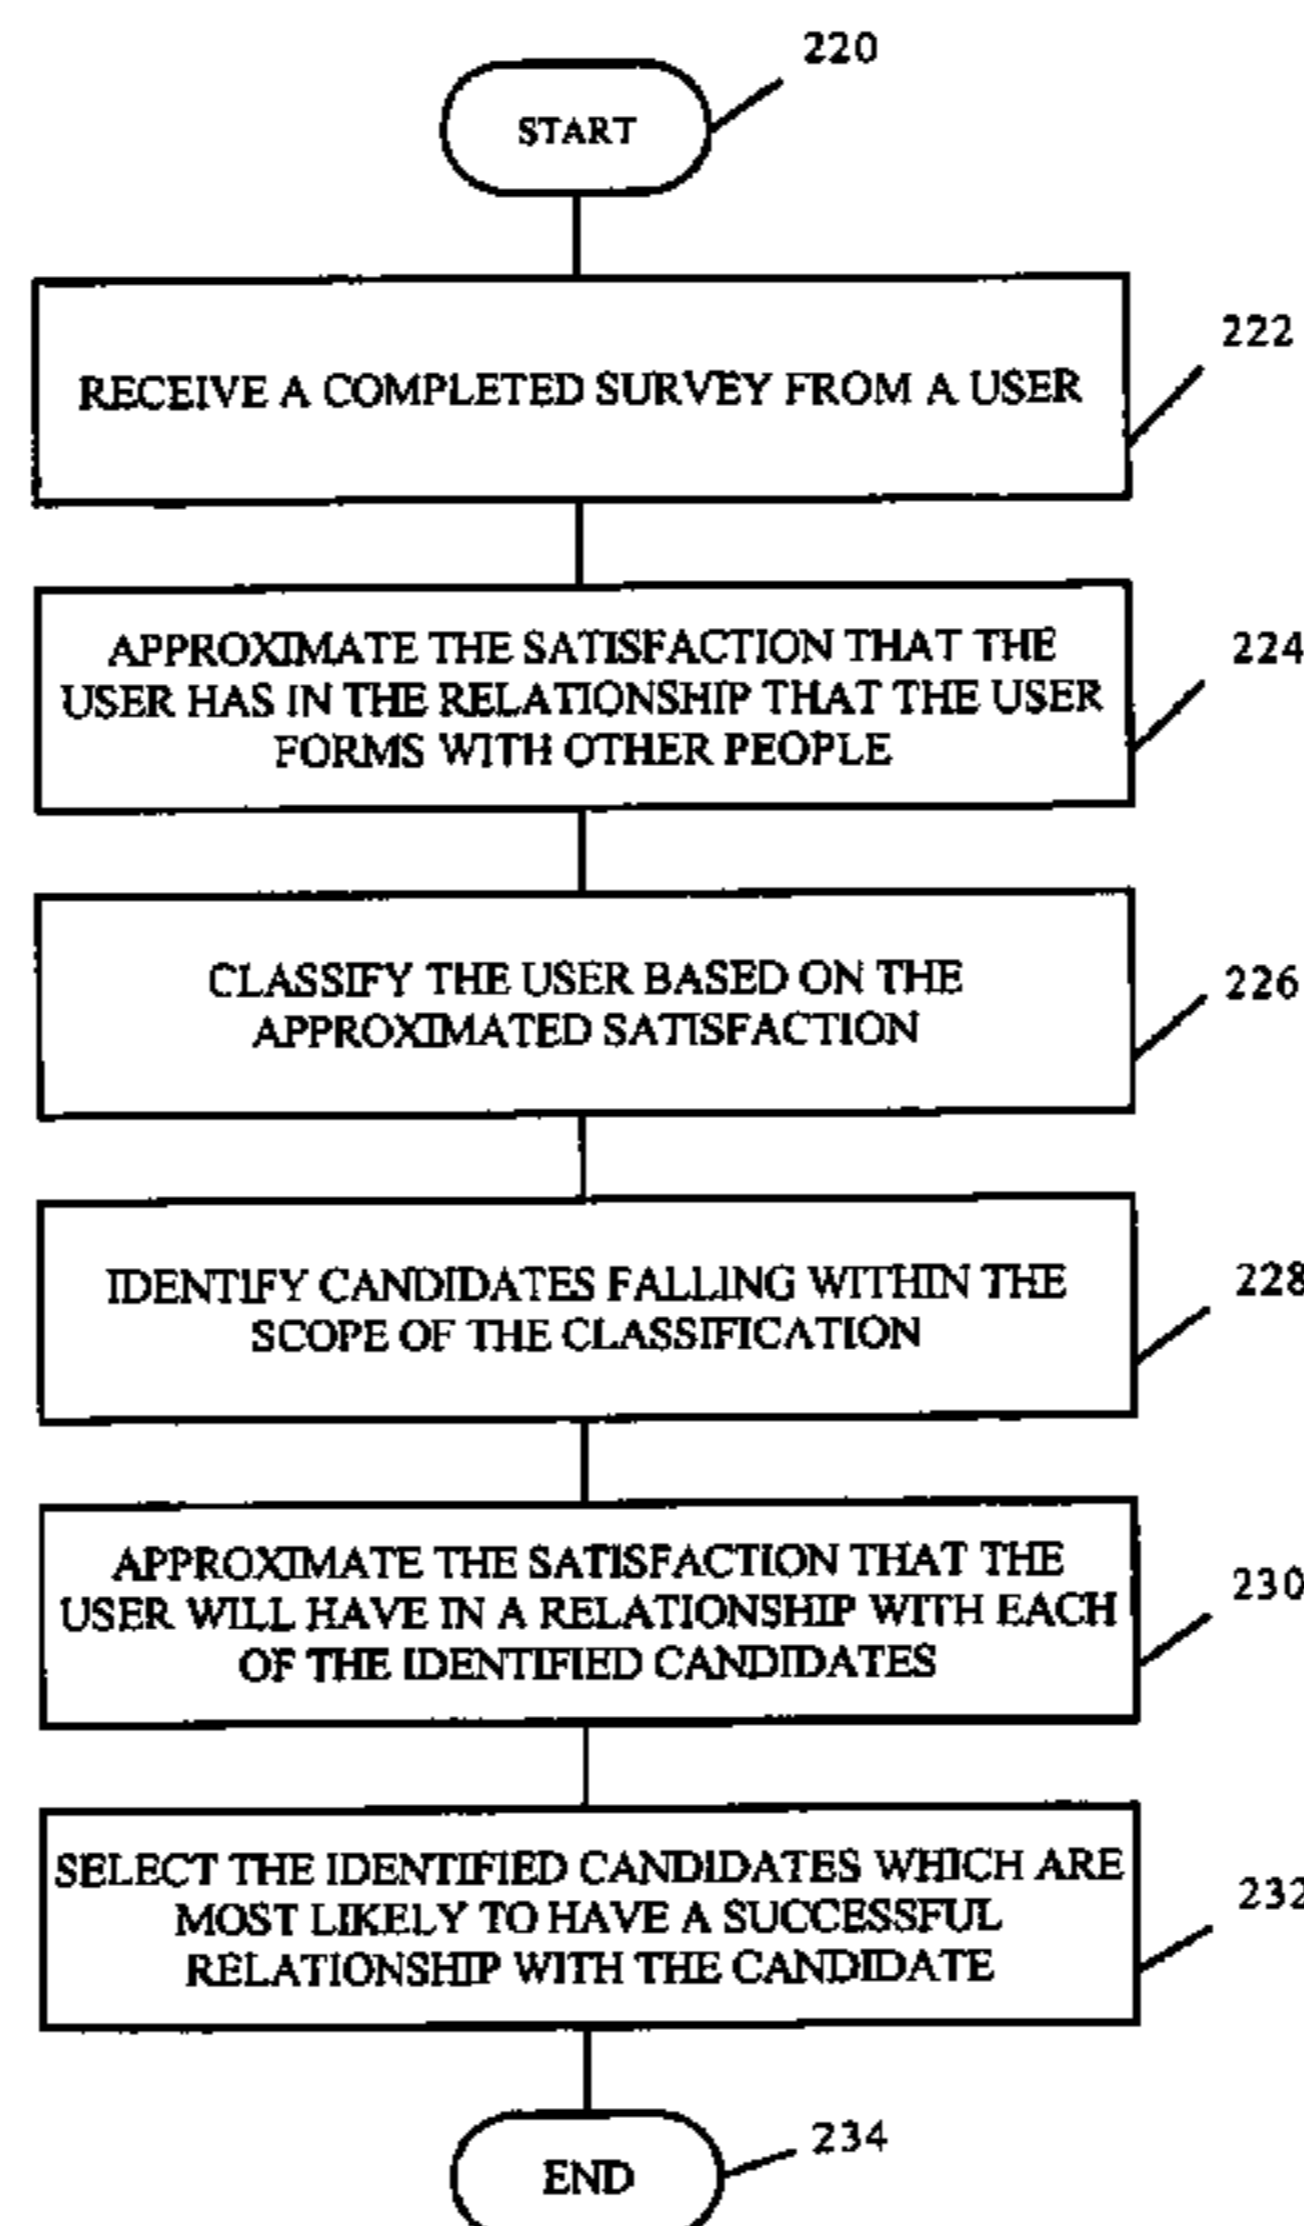 220
START
222
RECEIVE A COMPLETED SURVEY FROM A USER
224
APPROXIMATE THE SATISFACTION THAT THE
USER HAS IN THE RELATIONSHIP THAT THE USER
FORMS WITH OTHER PEOPLE
226
CLASSIFY THE USER BASED ON THE
APPROXIMATED SATISFACTION
228
IDENTIFY CANDIDATES FALLING WITHIN THE
SCOPE OF THE CLASSIFICATION
230
APPROXIMATE THE SATISFACTION THAT THE
USER WILL HAVE IN A RELATIONSHIP WITH EACH
OF THE IDENTIFIED CANDIDATES
232
SELECT THE IDENTIFIED CANDIDATES WHICH ARE
MOST LIKELY TO HAVE A SUCCESSFUL
RELATIONSHIP WITH THE CANDIDATE
234
END